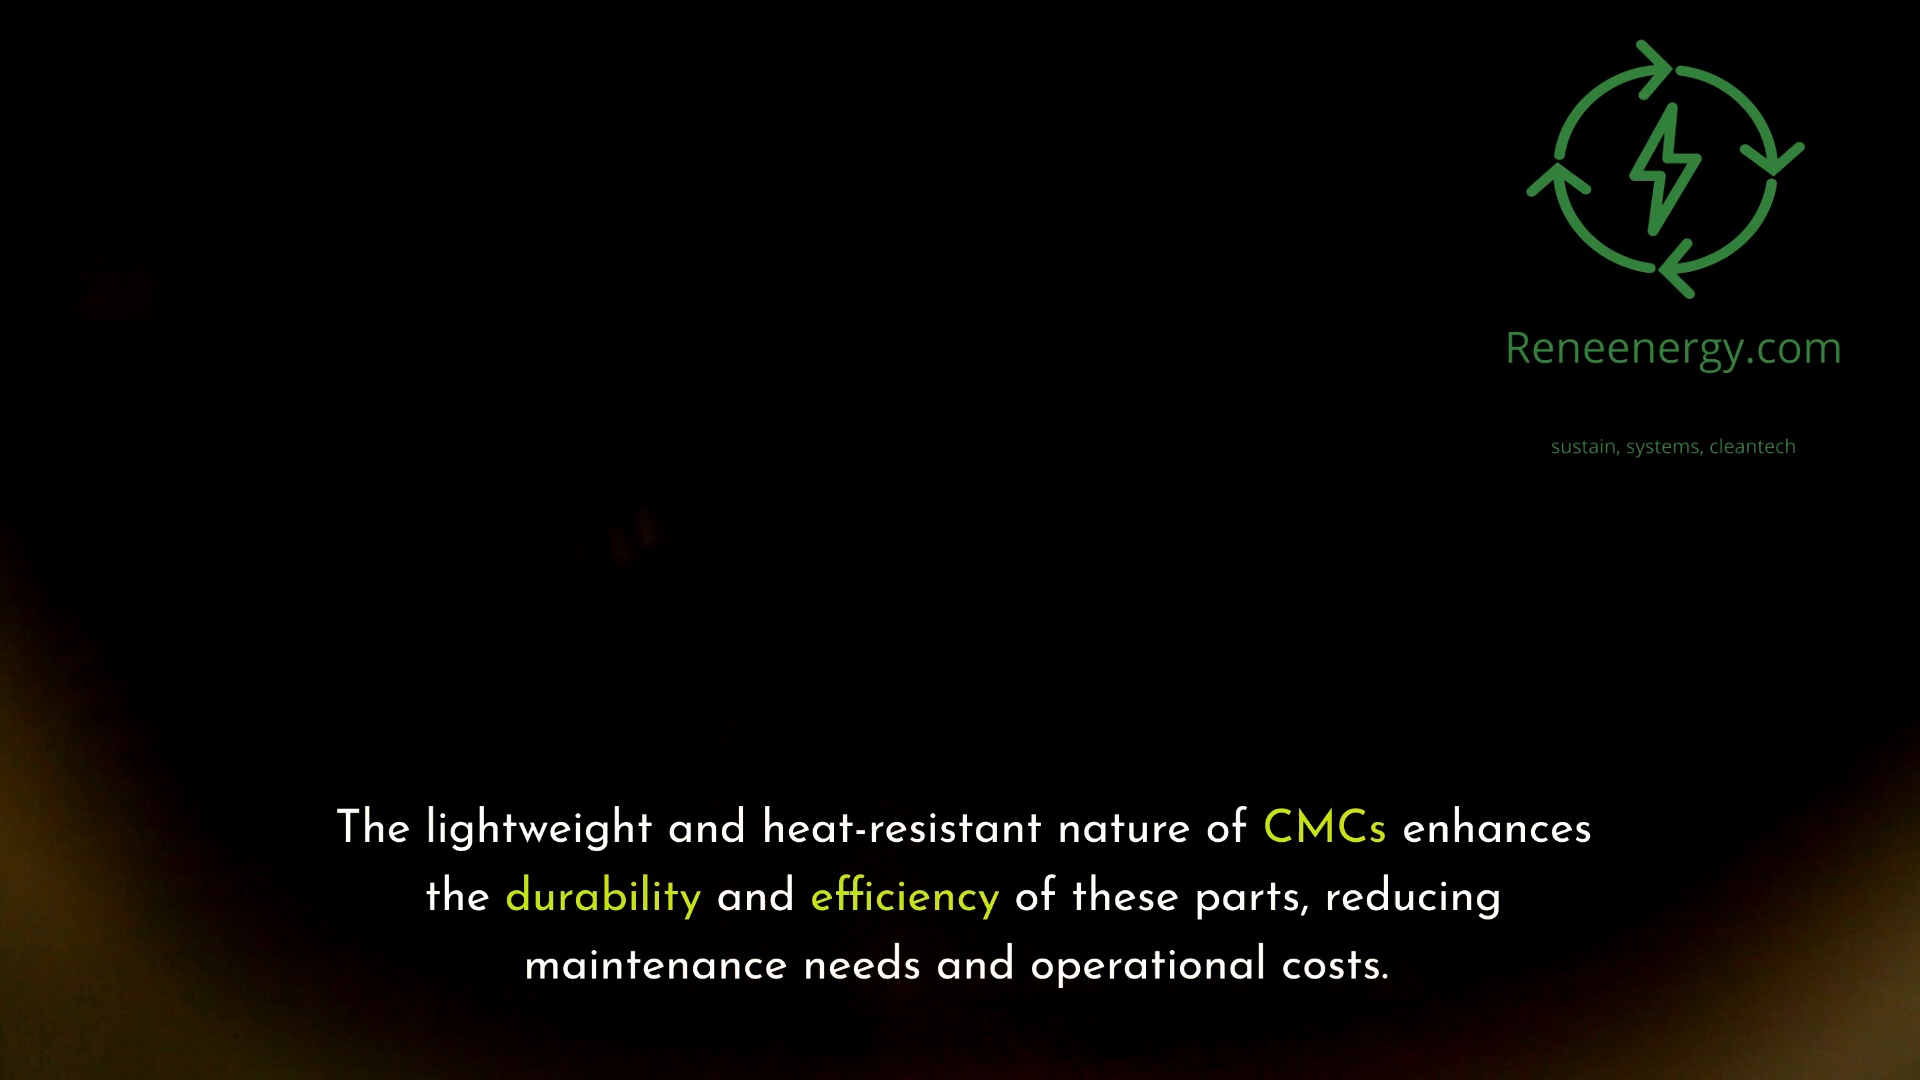 Reneenergy.com
sustain, systems, cleantech
The lightweight and heat-resistant nature of CMCs enhances
the durability and efficiency of these parts, reducing
maintenance needs and operational costs.